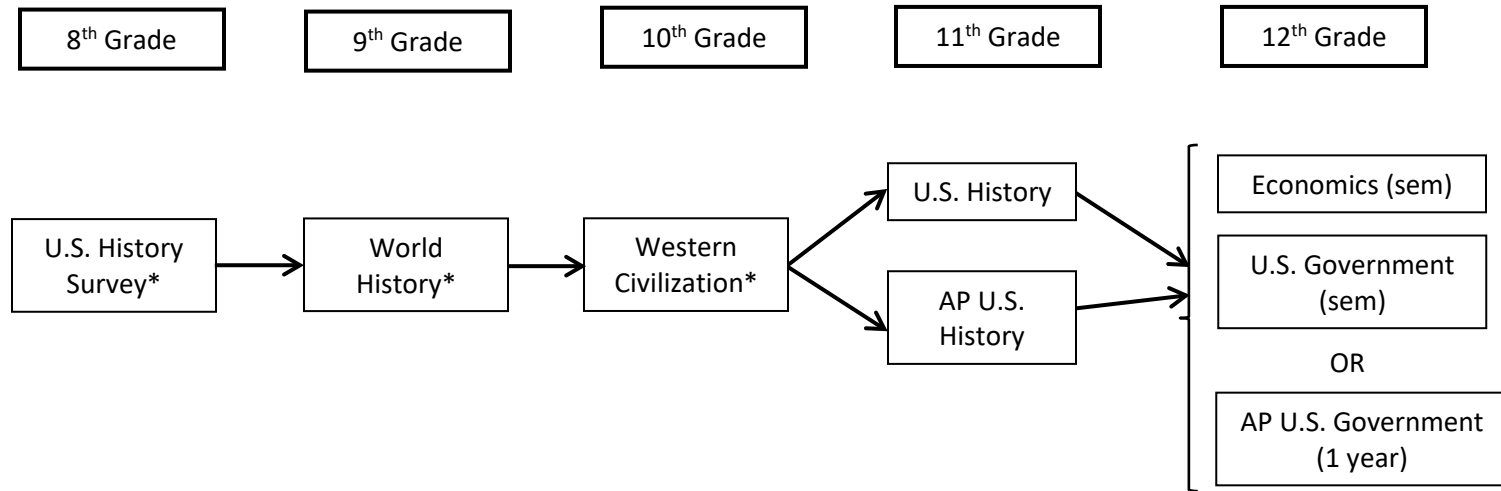 8th Grade
9th Grade
10th Grade
11th Grade
12th Grade
U.S. History
Survey*
World
History*
Western
Civilization*
U.S. History
AP U.S.
History
Economics (sem)
U.S. Government
(sem)
OR
AP U.S. Government
(1 year)